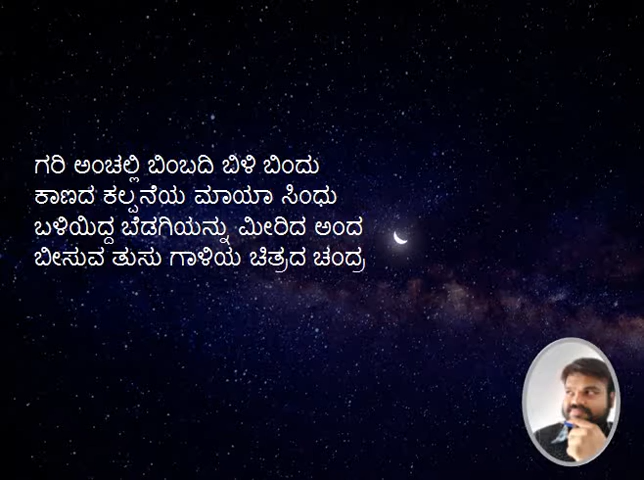 ಗರಿ ಅಂಚಲ್ಲಿ ಬಿಂಬದಿ ಬಿಳಿ ಬಿಂದು
ಕಾಣದ ಕಲ್ಪನೆಯ ಮಾಯಾ ಸಿಂಧು
ಬಳಿಯಿದ್ದ ಬೆಡಗಿಯನ್ನು ಮೀರಿದ ಅಂದ
ಬೀಸುವ ತುಸು ಗಾಳಿಯ ಚಿತ್ರದ ಚಂದ್ರ